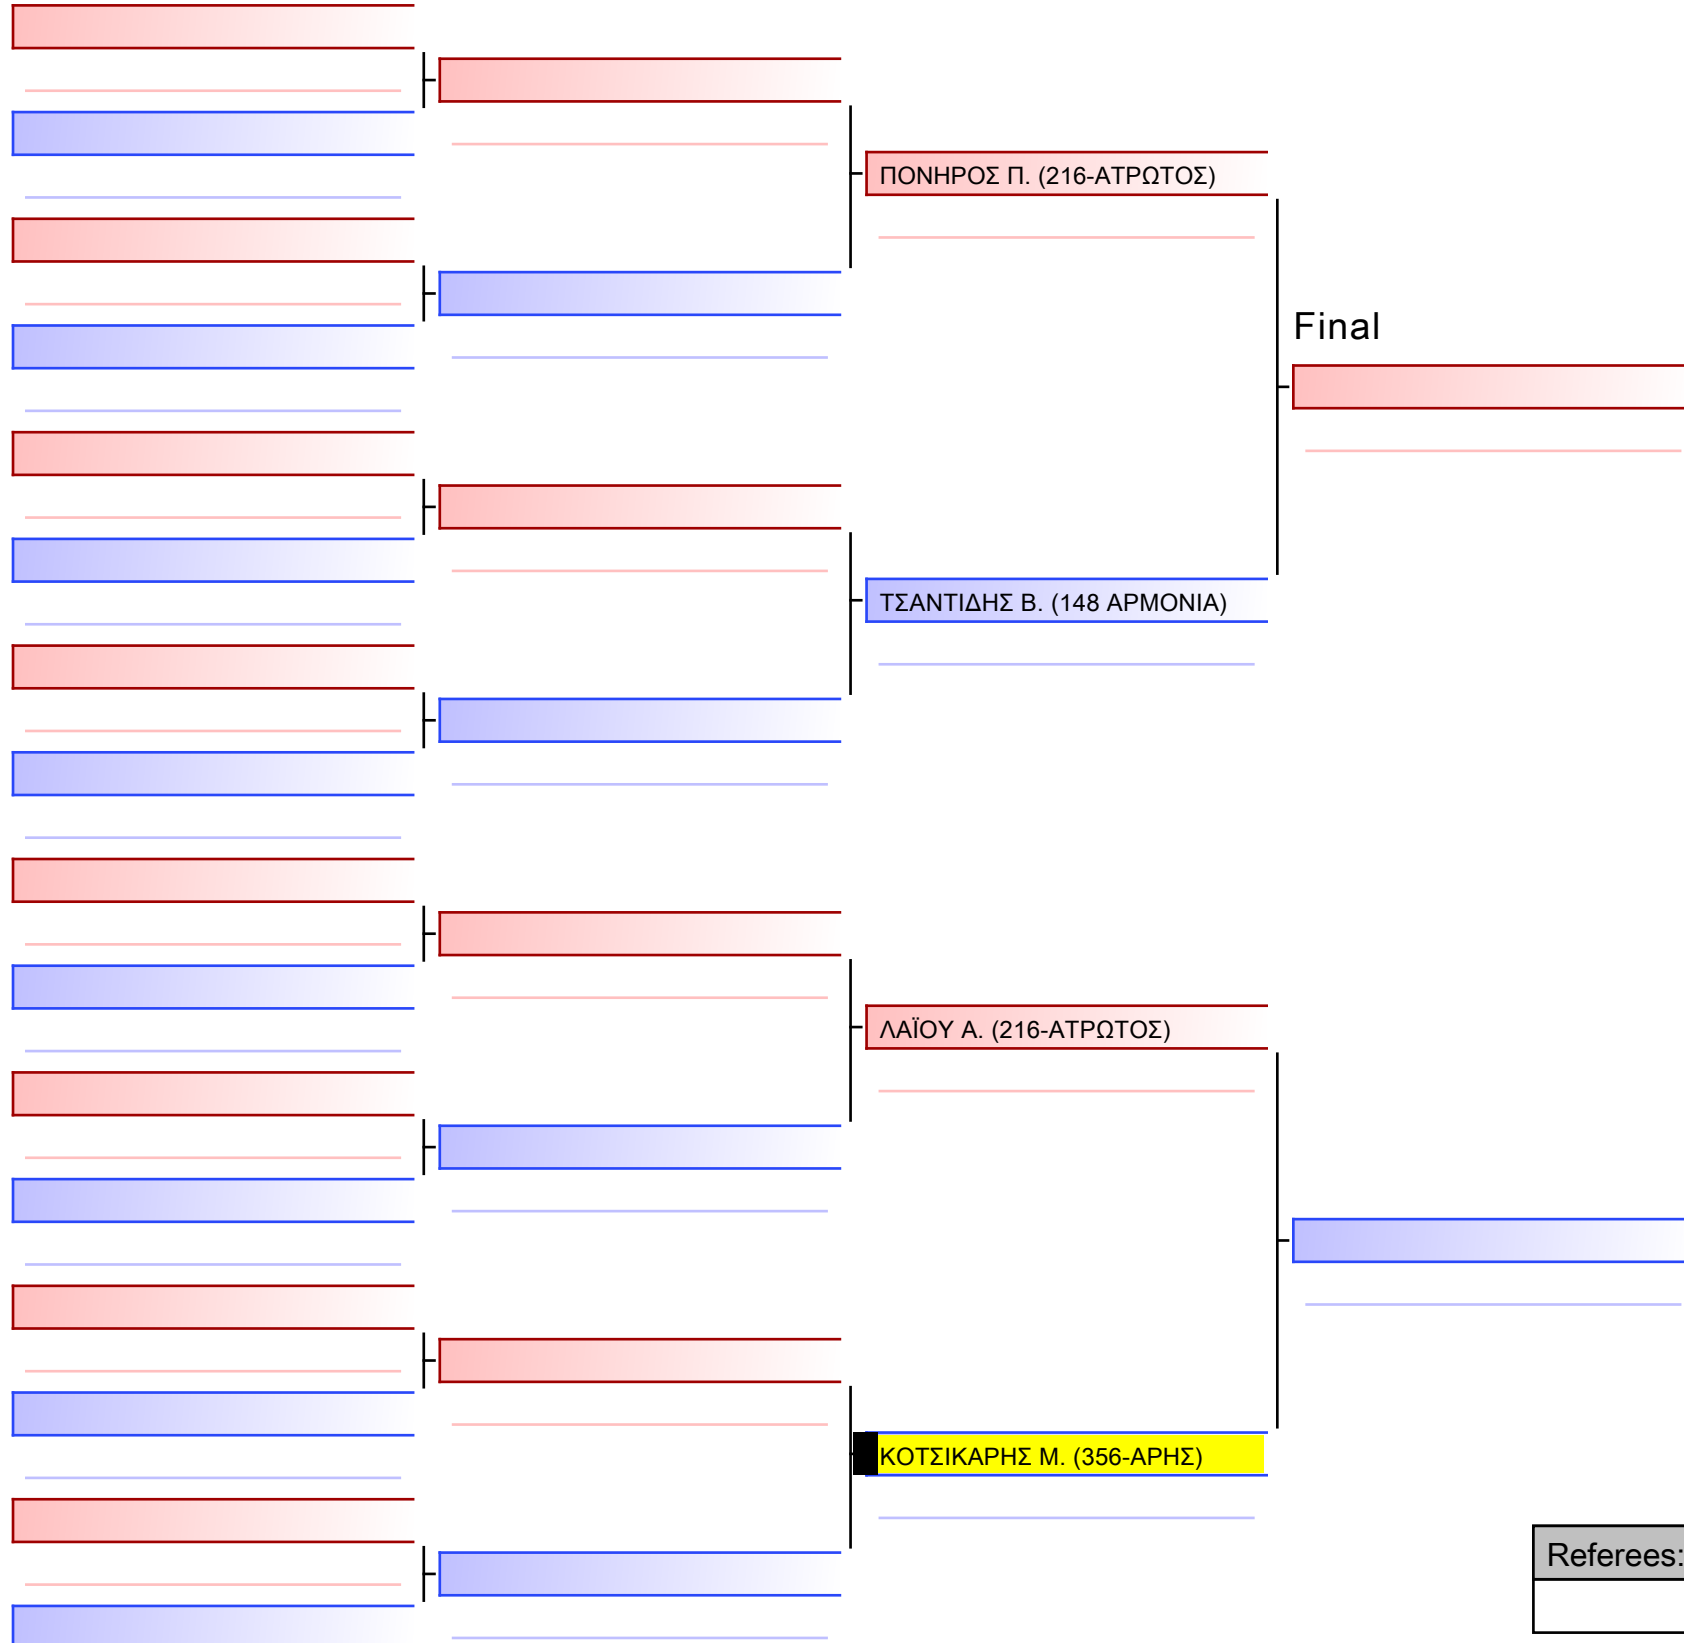 ΠΟΝΗΡΟΣ Π. (216-ΑΤΡΩΤΟΣ)
Final
ΤΣΑΝΤΙΔΗΣ Β. (148 ΑΡΜΟΝΙΑ)
ΛΑΪΟΥ Α. (216-ΑΤΡΩΤΟΣ)
ΚΟΤΣΙΚΑΡΗΣ Μ. (356-ΑΡΗΣ)
Referees: